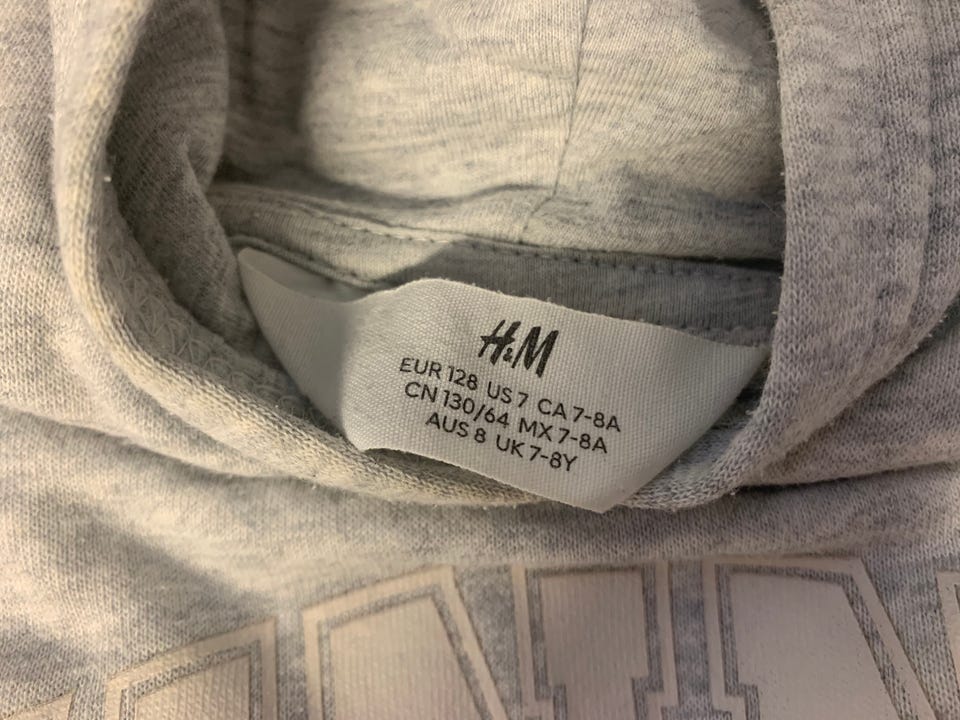 H&M
EUR 128 US 7 CA 7-8A
CN 130/64 MX 7-8A
AUS 8 UK 7-8Y